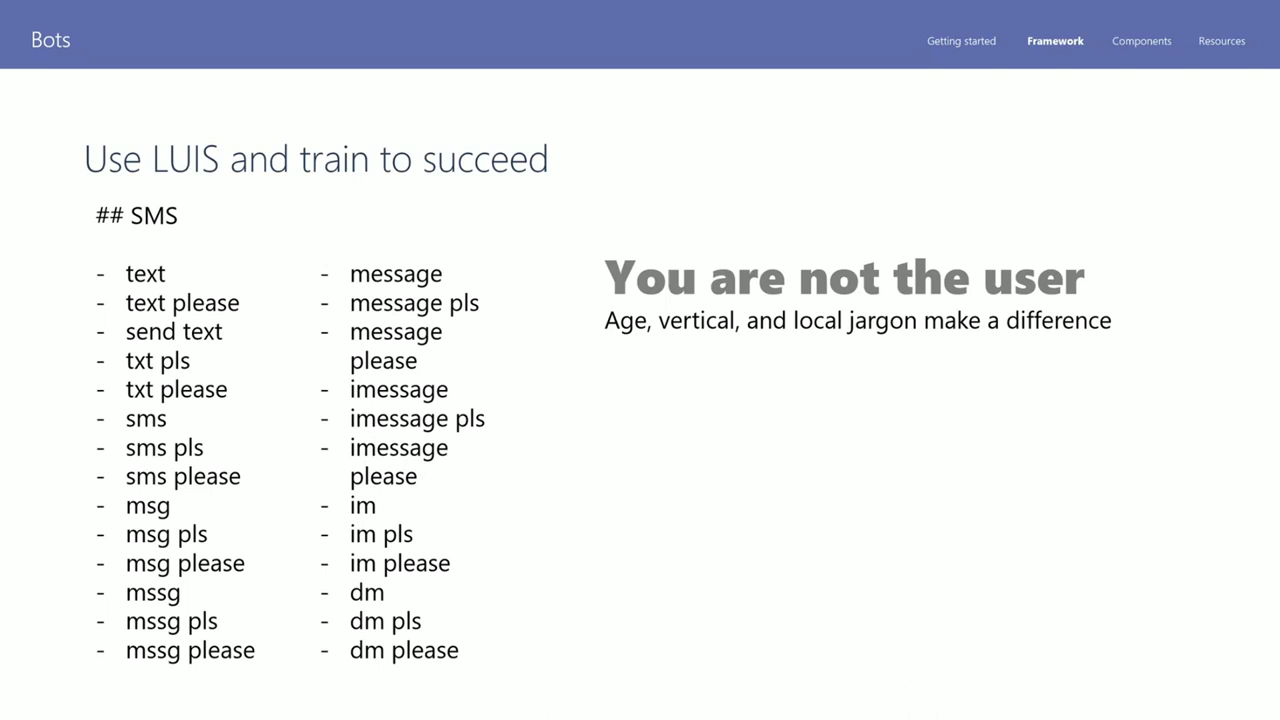 Bots
Getting started
Framework
Components
Resources
Use LUIS and train to succeed
## SMS
- text
- text please
- send text
- txt pls
- txt please
- sms
- sms pls
- sms please
- msg
- msg pls
- msg please
- mssg
- mssg pls
- mssg please
- message
- message pls
- message
please
- imessage
- imessage pls
- imessage
please
- im
- im pls
- im please
- dm
- dm pls
- dm please
You are not the user
Age, vertical, and local jargon make a difference